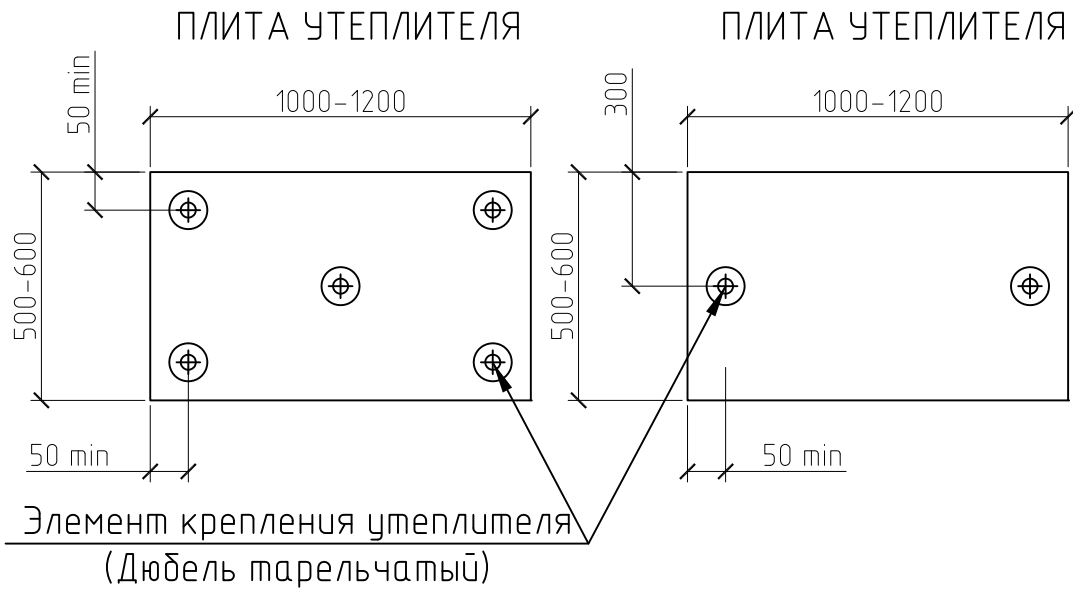 ПЛИТА УТЕПЛИТЕЛЯ
ПЛИТА УТЕПЛИТЕЛЯ
50 min
1000-1200
300
1000-1200
500-600
500-600
50 min
50 min
Элемент крепления утеплителя
(Дюбель тарельчатый)